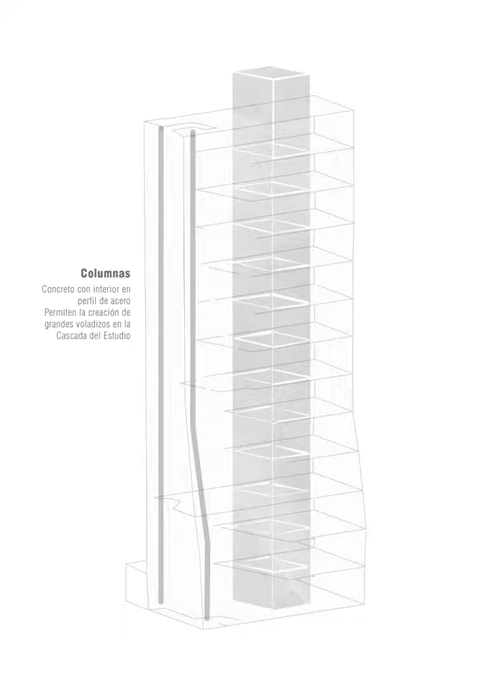 Columnas
Concreto con interior en
perfil de acero
Permiten la creación de
grandes voladizos en la
Cascada del Estudio